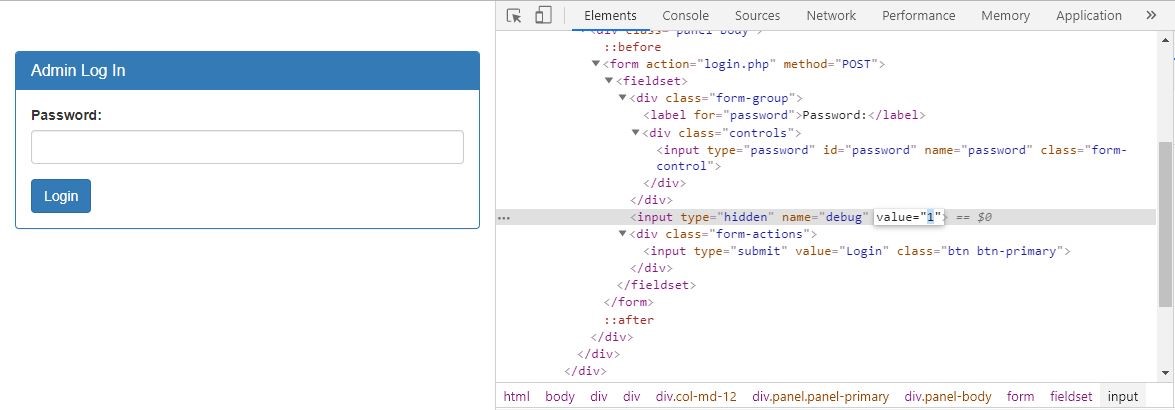 Admin Log In
Password:
Login
Elements Console Sources Network Performance Memory Application »
<div class="panel-body">
::before
▼<form action="login.php" method="POST">
▼<fieldset>
▼<div class="form-group">
<label for="password">Password:</label>
▼<div class="controls">
<input type="password" id="password" name="password" class="form-
control">
</div>
</div>
... <input type="hidden" name="debug" value="1"> == $0
▼<div class="form-actions">
<input type="submit" value="Login" class="btn btn-primary">
</div>
</fieldset>
</form>
::after
</div>
</div>
</div>
html body div div div.col-md-12 div.panel.panel-primary div.panel-body form fieldset input